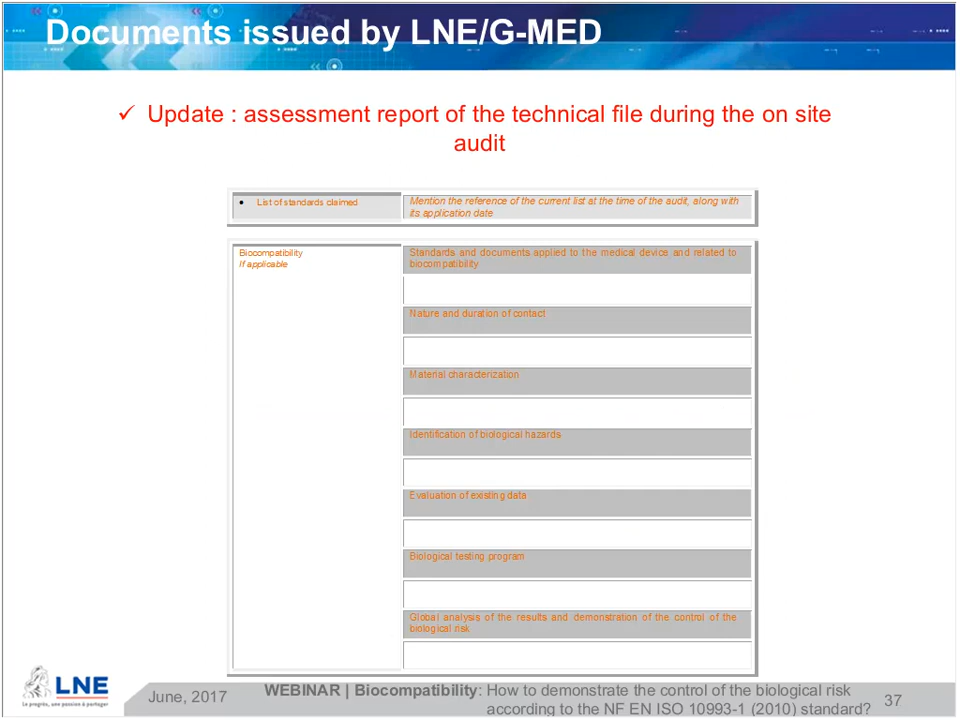 Documents issued by LNE/G-MED
✓ Update : assessment report of the technical file during the on site
audit
• List of standards claimed
Mention the reference of the current list at the time of the audit, along with
its application date
Biocompatibility
If applicable
Standards and documents applied to the medical device and related to
biocompatibility
Nature and duration of contact
Material characterization
Identification of biological hazards
Evaluation of existing data
Biological testing program
Global analysis of the results and demonstration of the control of the
biological risk
LNE
Le progrès, une passion à partager
June, 2017
WEBINAR | Biocompatibility: How to demonstrate the control of the biological risk
according to the NF EN ISO 10993-1 (2010) standard?
37